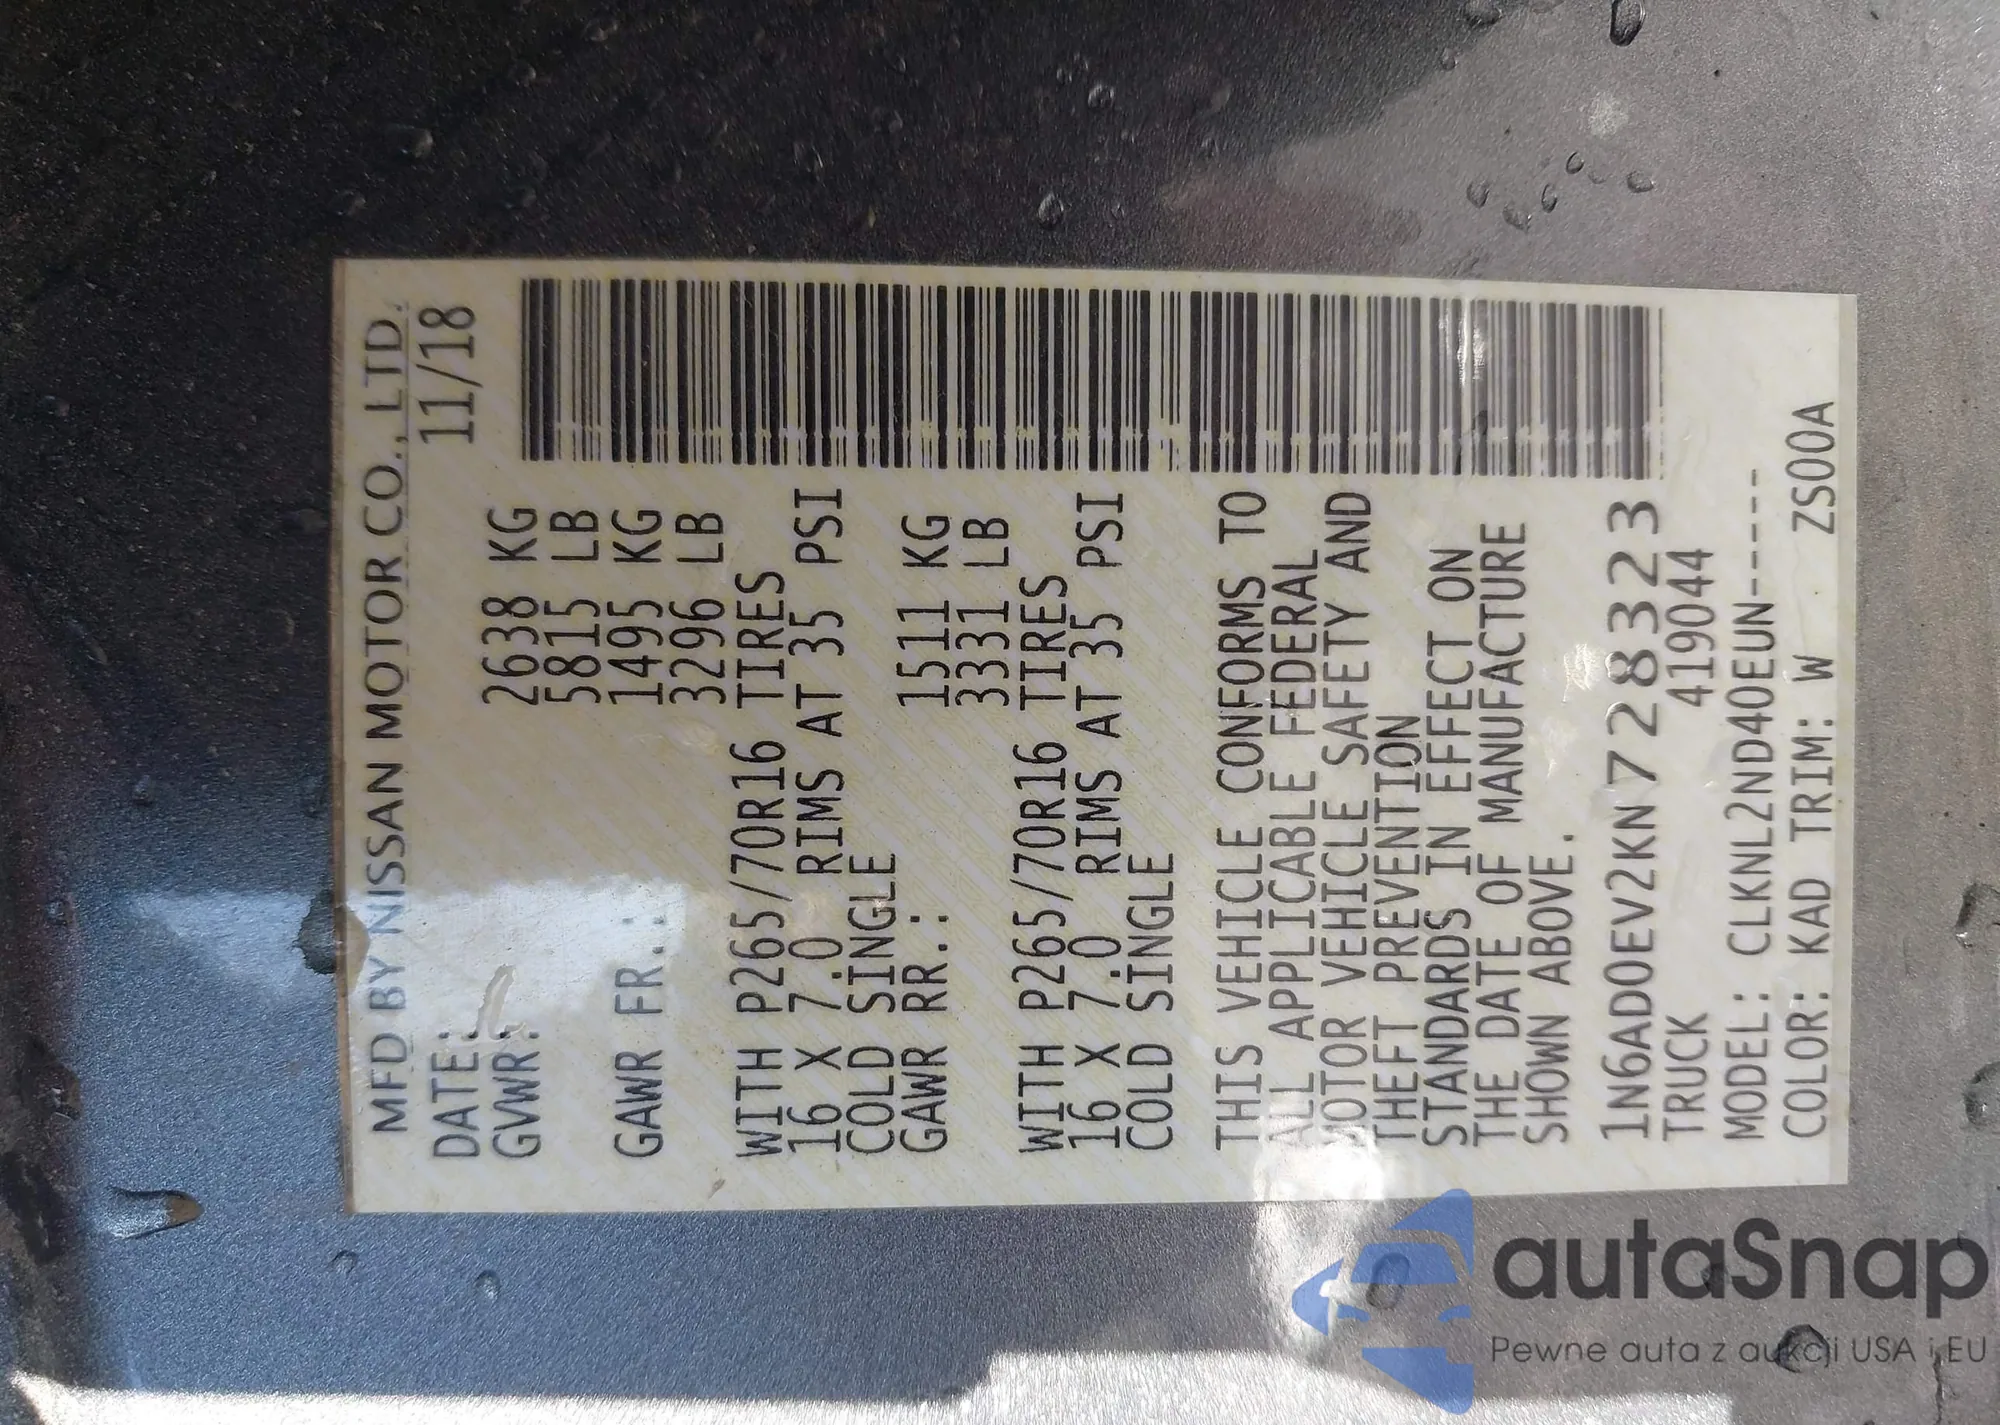 MFD BY NISSAN MOTOR CO., LTD.
DATE: 11/18
GVWR: 2638 KG
5815 LB
GAWR FR.: 1495 KG
3296 LB
WITH P265/70R16 TIRES
16 X 7.0 RIMS AT 35 PSI
COLD SINGLE
GAWR RR.: 1511 KG
3331 LB
WITH P265/70R16 TIRES
16 X 7.0 RIMS AT 35 PSI
COLD SINGLE
THIS VEHICLE CONFORMS TO
ALL APPLICABLE FEDERAL
MOTOR VEHICLE SAFETY AND
THEFT PREVENTION
STANDARDS IN EFFECT ON
THE DATE OF MANUFACTURE
SHOWN ABOVE.
1N6AD0EV2KN728323
TRUCK 419044
MODEL: CLKNL2ND40EUN-----
COLOR: KAD TRIM: W ZS00A
autaSnap
Pewne auta z aukcji USA i EU